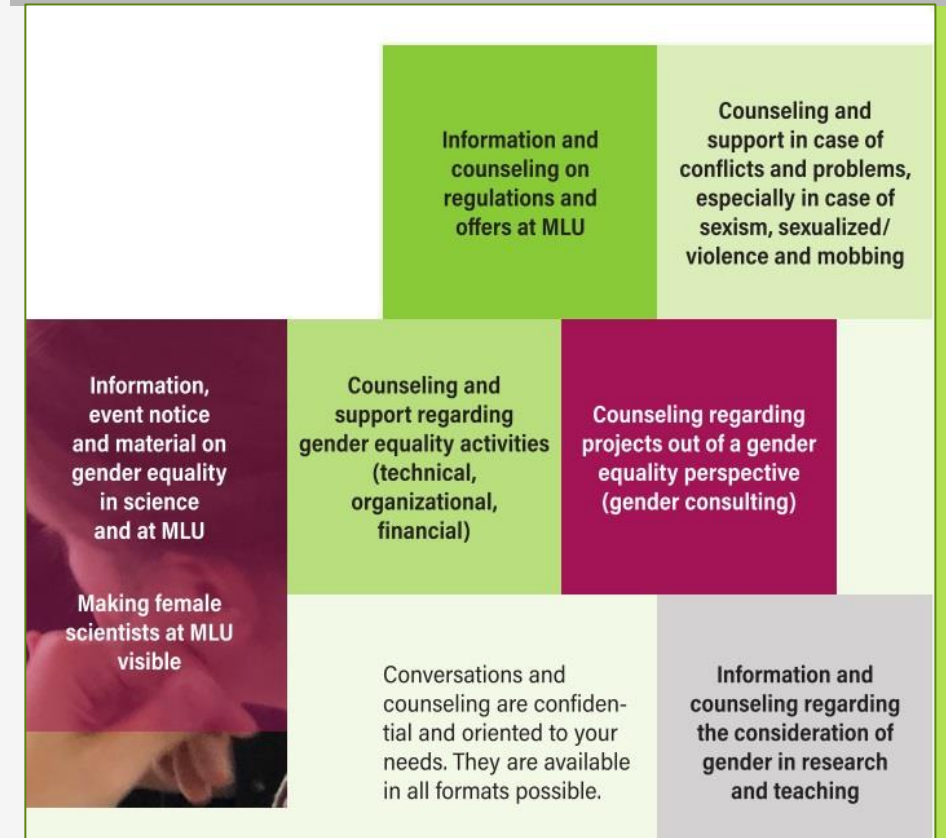 Information and
counseling on
regulations and
offers at MLU
Counseling and
support in case of
conflicts and problems,
especially in case of
sexism, sexualized/
violence and mobbing
Information,
event notice
and material on
gender equality
in science
and at MLU
Making female
scientists at MLU
visible
Counseling and
support regarding
gender equality activities
(technical,
organizational,
financial)
Counseling regarding
projects out of a gender
equality perspective
(gender consulting)
Conversations and
counseling are confiden-
tial and oriented to your
needs. They are available
in all formats possible.
Information and
counseling regarding
the consideration of
gender in research
and teaching